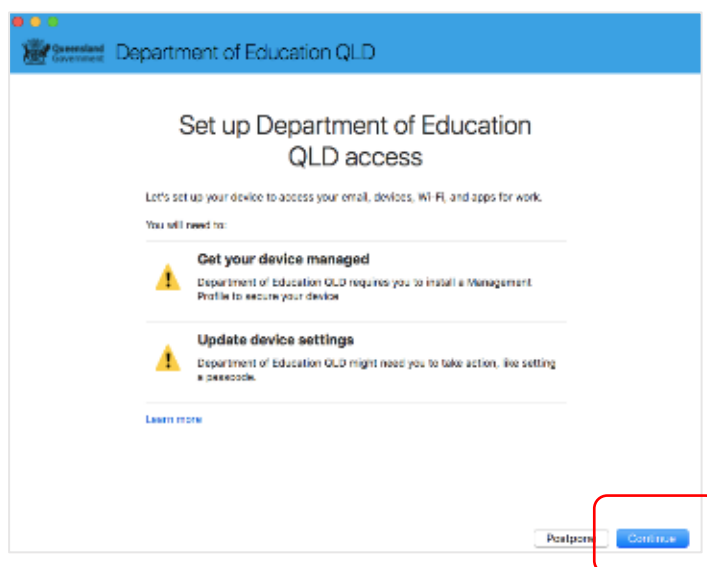 Queensland
Government
Department of Education QLD
Set up Department of Education
QLD access
Let's set up your device to access your email, devices, Wi-Fi, and apps for work.
You will need to:
Get your device managed
Department of Education QLD requires you to install a Management
Profile to secure your device
Update device settings
Department of Education QLD might need you to take action, like setting
a passcode.
Learn more
Postpone Continue